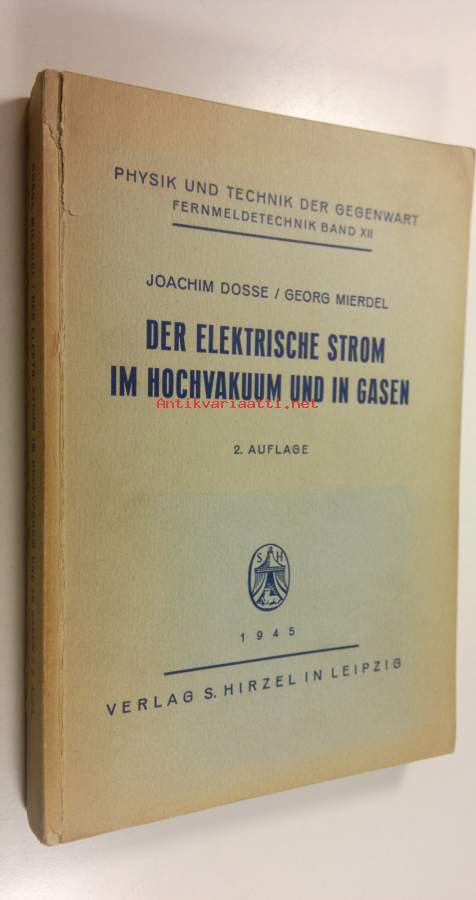 PHYSIK UND TECHNIK DER GEGENWART
FERNMELDETECHNIK BAND XII
JOACHIM DOSSE / GEORG MIERDEL
DER ELEKTRISCHE STROM
IM HOCHVAKUUM UND IN GASEN
Antikvariaatti.net
2. AUFLAGE
S H
1945
VERLAG S. HIRZEL IN LEIPZIG